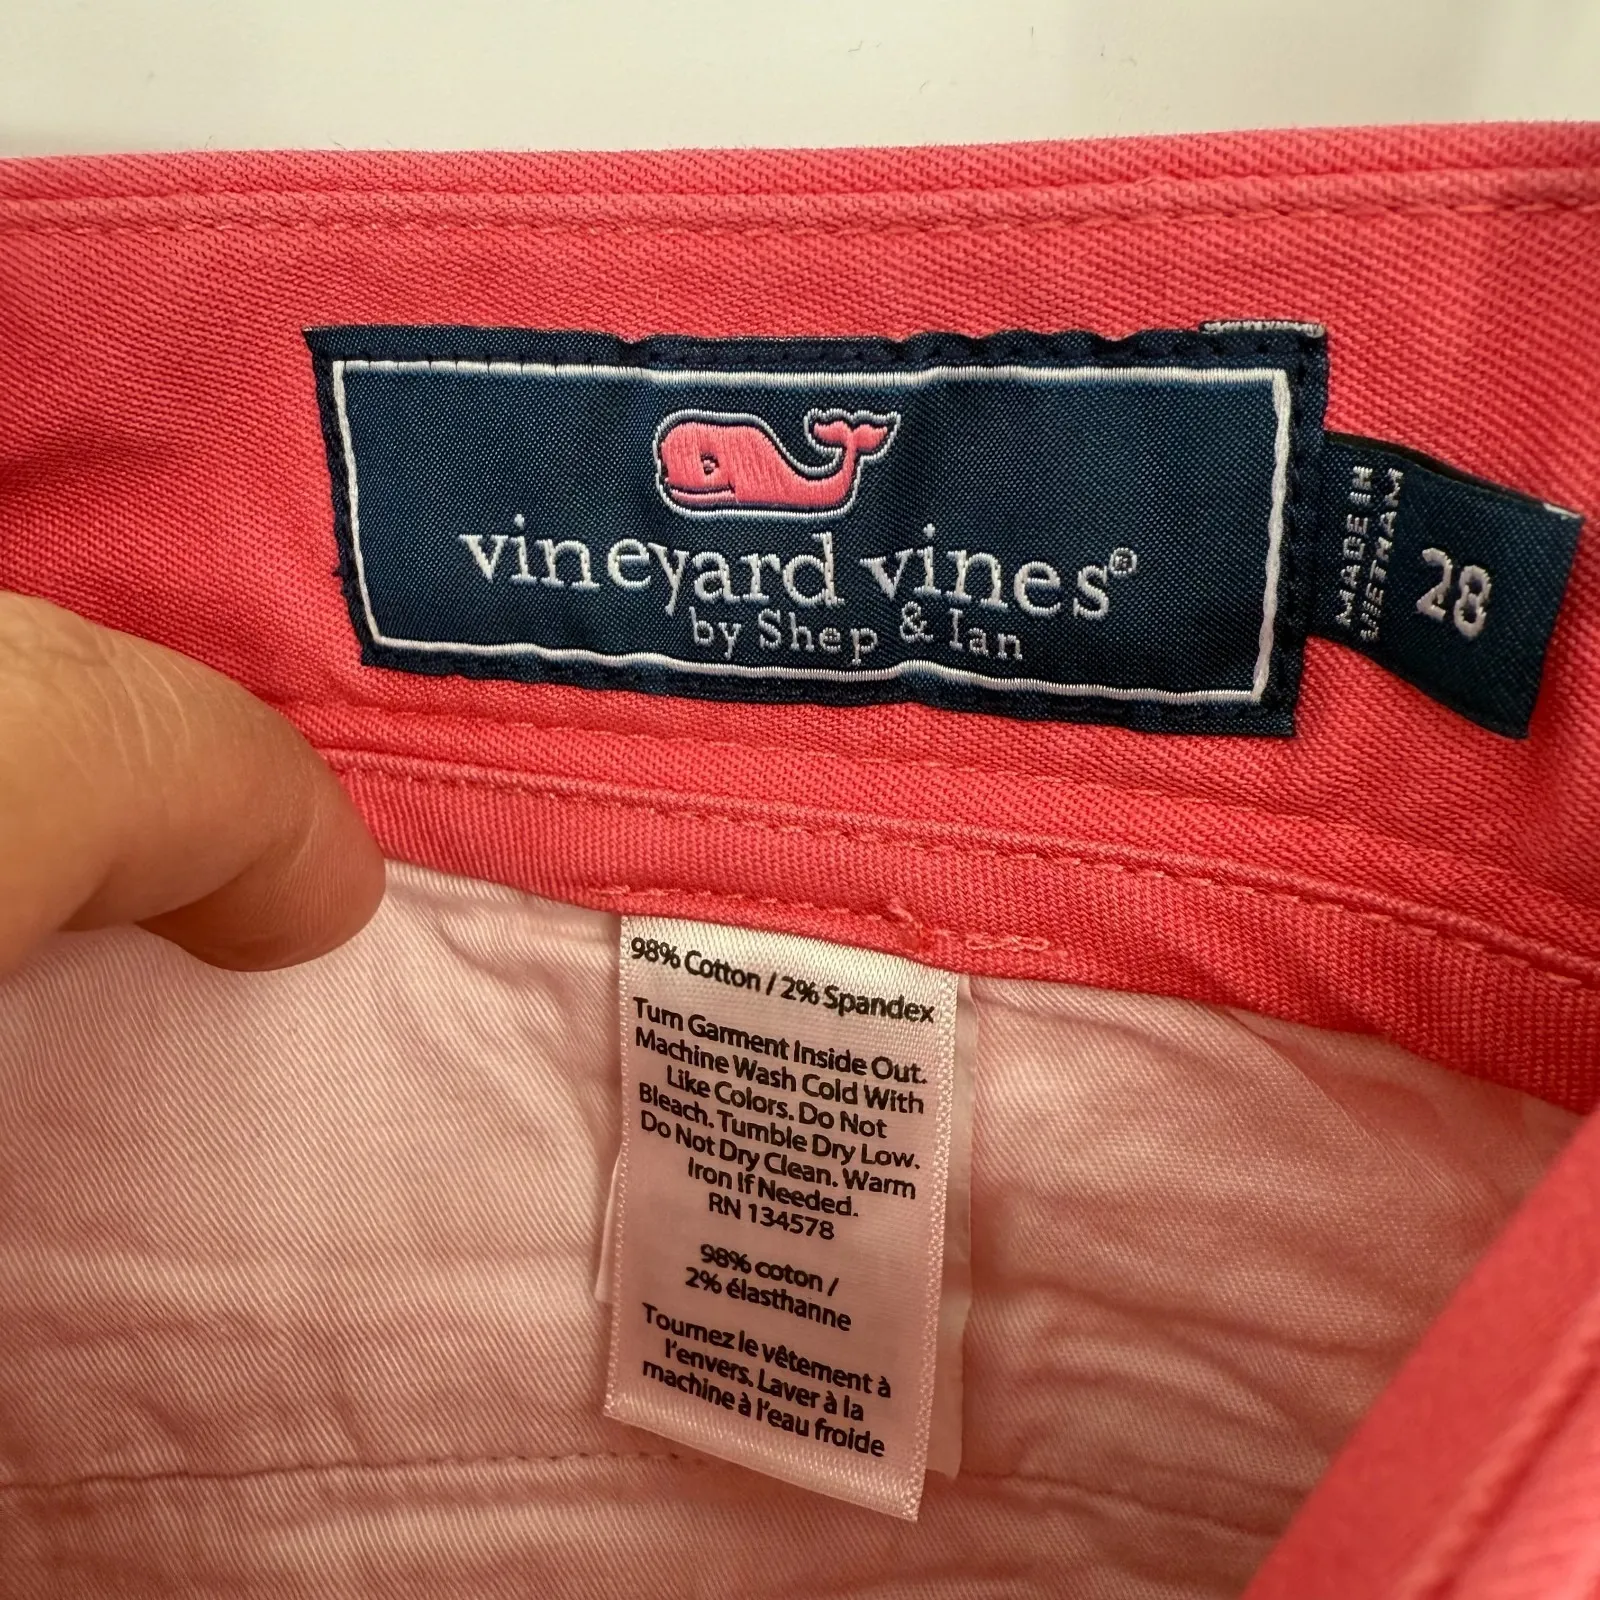 vineyard vines®
by Shep & Ian
MADE IN
VIETNAM
28
98% Cotton / 2% Spandex
Turn Garment Inside Out.
Machine Wash Cold With
Like Colors. Do Not
Bleach. Tumble Dry Low.
Do Not Dry Clean. Warm
Iron If Needed.
RN 134578
98% coton /
2% élasthanne
Tournez le vêtement à
l'envers. Laver à la
machine à l'eau froide